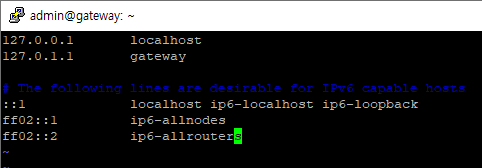 admin@gateway: ~
127.0.0.1 localhost
127.0.1.1 gateway
# The following lines are desirable for IPv6 capable hosts
::1 localhost ip6-localhost ip6-loopback
ff02::1 ip6-allnodes
ff02::2 ip6-allrouters
~
~